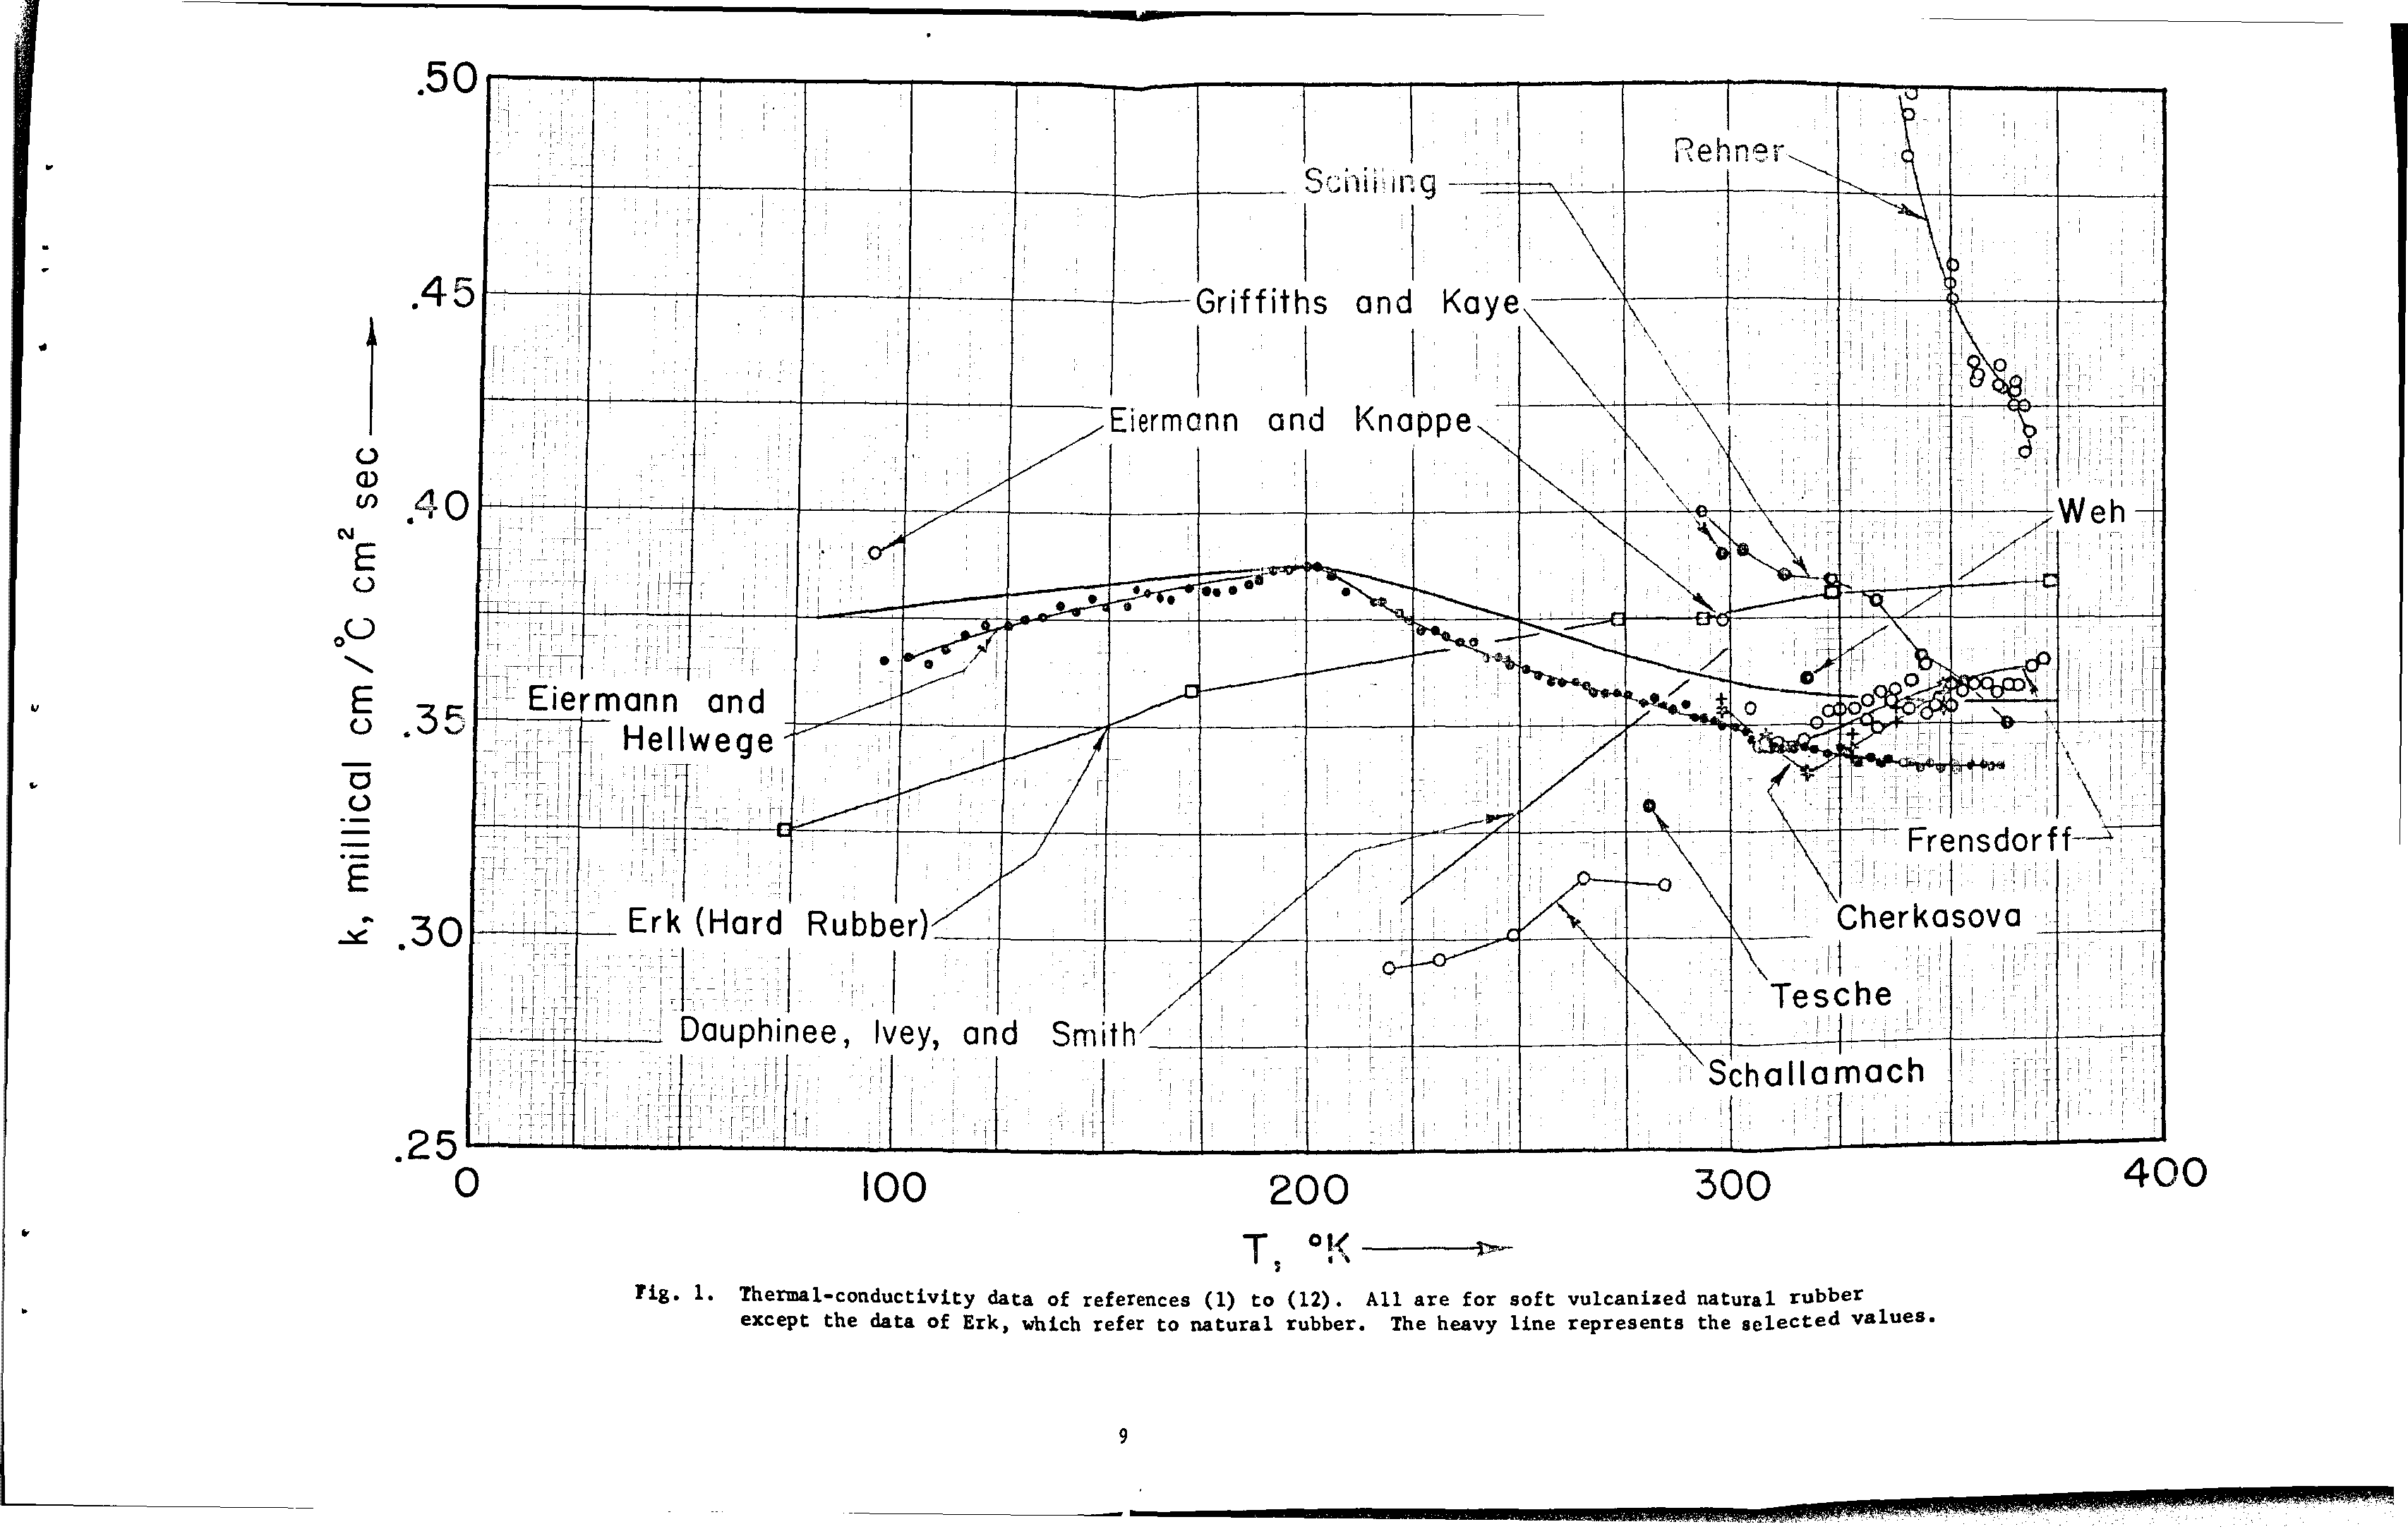 .50
Rehner
Schilling
.45
Griffiths and Kaye
Eiermann and Knappe
.40
Weh
k, millical cm/°C cm² sec
Eiermann and
Hellwege
.35
Frensdorff
Erk (Hard Rubber)
Cherkasova
.30
Tesche
Dauphinee, Ivey, and Smith
Schallamach
.25
0 100 200 300 400
T, °K
Fig. 1. Thermal-conductivity data of references (1) to (12). All are for soft vulcanized natural rubber
except the data of Erk, which refer to natural rubber. The heavy line represents the selected values.
9